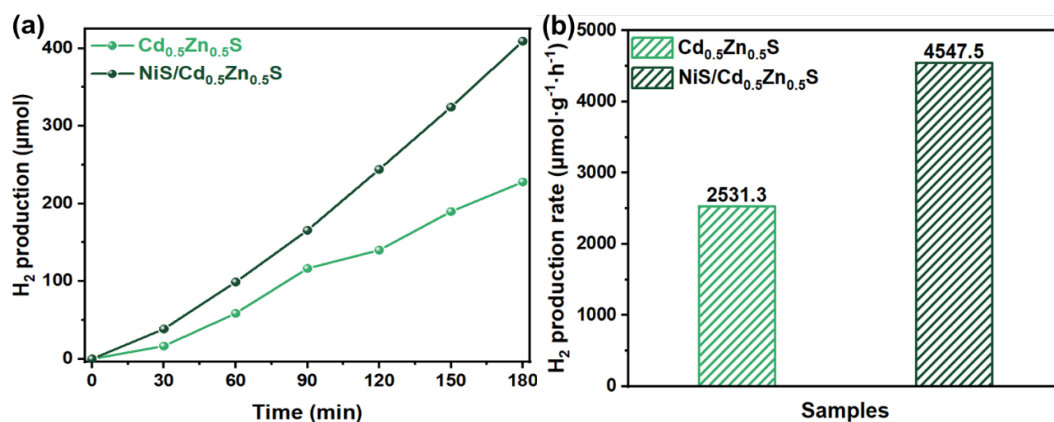 (a)
Cd₀.₅Zn₀.₅S
NiS/Cd₀.₅Zn₀.₅S
H₂ production (μmol)
400
300
200
100
0
0 30 60 90 120 150 180
Time (min)
(b)
Cd₀.₅Zn₀.₅S
NiS/Cd₀.₅Zn₀.₅S
H₂ production rate (μmol·g⁻¹·h⁻¹)
5000
4000
3000
2000
1000
0
2531.3
4547.5
Samples